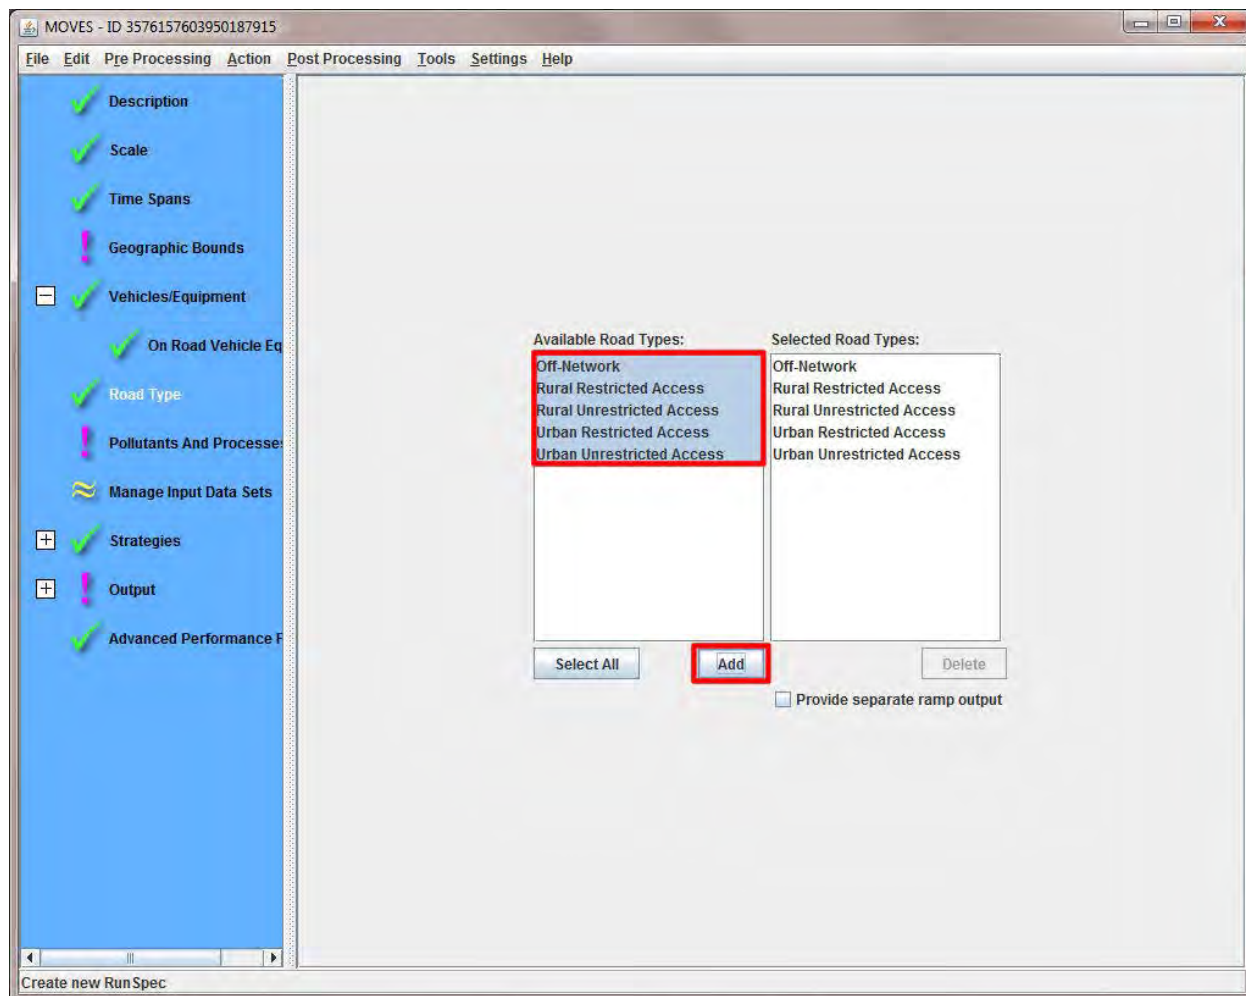 MOVES - ID 3576157603950187915
File Edit Pre Processing Action Post Processing Tools Settings Help
Description
Scale
Time Spans
Geographic Bounds
Vehicles/Equipment
On Road Vehicle Eq
Road Type
Pollutants And Processes
Manage Input Data Sets
Strategies
Output
Advanced Performance F
Available Road Types:
Off-Network
Rural Restricted Access
Rural Unrestricted Access
Urban Restricted Access
Urban Unrestricted Access
Selected Road Types:
Off-Network
Rural Restricted Access
Rural Unrestricted Access
Urban Restricted Access
Urban Unrestricted Access
Select All
Add
Delete
Provide separate ramp output
Create new RunSpec